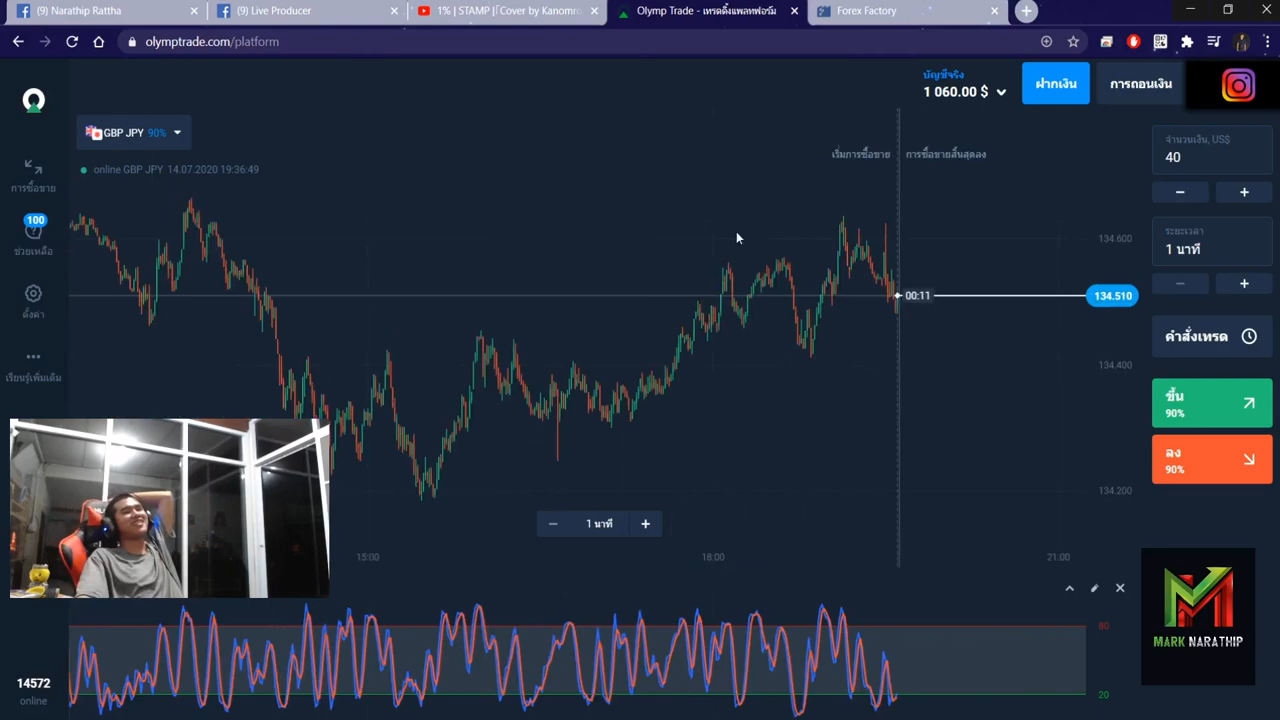 (9) Narathip Rattha
(9) Live Producer
1% | STAMP |「Cover by Kanomro
Olymp Trade - เทรดดิ้งแพลทฟอร์ม
Forex Factory
olymptrade.com/platform
บัญชีจริง
1 060.00 $
ฝากเงิน
การถอนเงิน
GBP JPY 90%
online GBP JPY 14.07.2020 19:36:49
เริ่มการซื้อขาย
การซื้อขายสิ้นสุดลง
จำนวนเงิน, US$
40
การซื้อขาย
100
ช่วยเหลือ
ตั้งค่า
เรียนรู้เพิ่มเติม
ระยะเวลา
1 นาที
134.600
00:11
134.510
คำสั่งเทรด
134.400
ขึ้น
90%
ลง
90%
134.200
1 นาที
15:00
18:00
21:00
80
20
MARK NARATHIP
14572
online